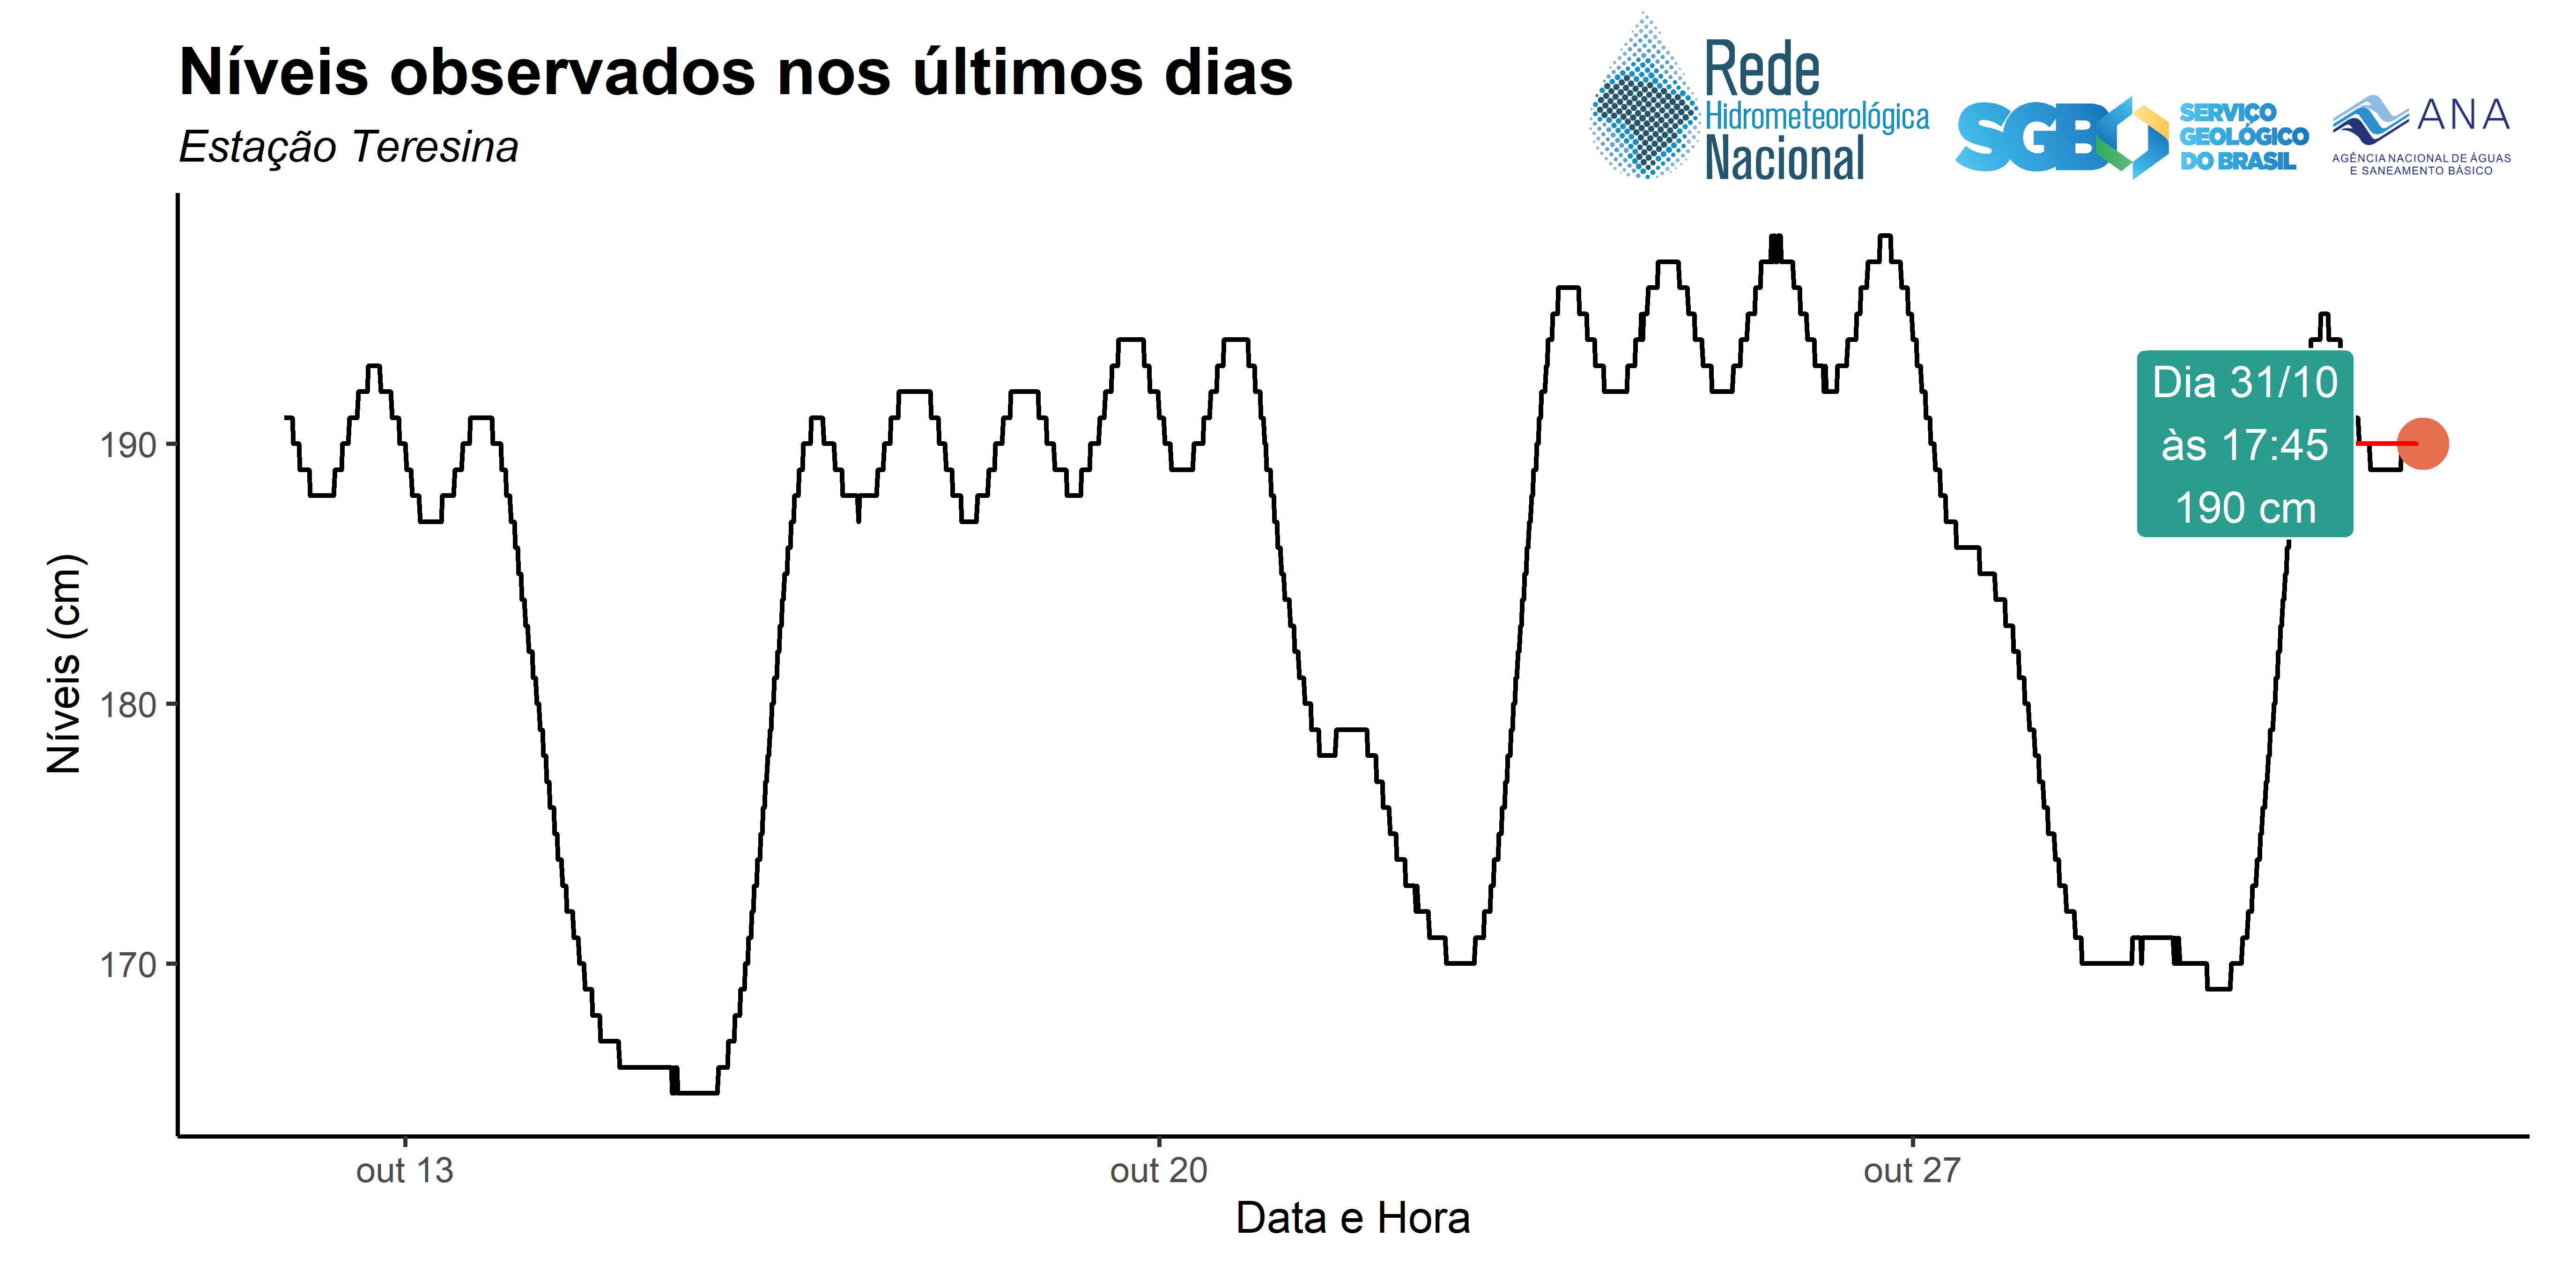 Níveis observados nos últimos dias
Estação Teresina
Rede
Hidrometeorológica
Nacional
SGB
SERVIÇO
GEOLÓGICO
DO BRASIL
ANA
AGÊNCIA NACIONAL DE ÁGUAS
E SANEAMENTO BÁSICO
Níveis (cm)
190
180
170
Dia 31/10
às 17:45
190 cm
out 13
out 20
out 27
Data e Hora